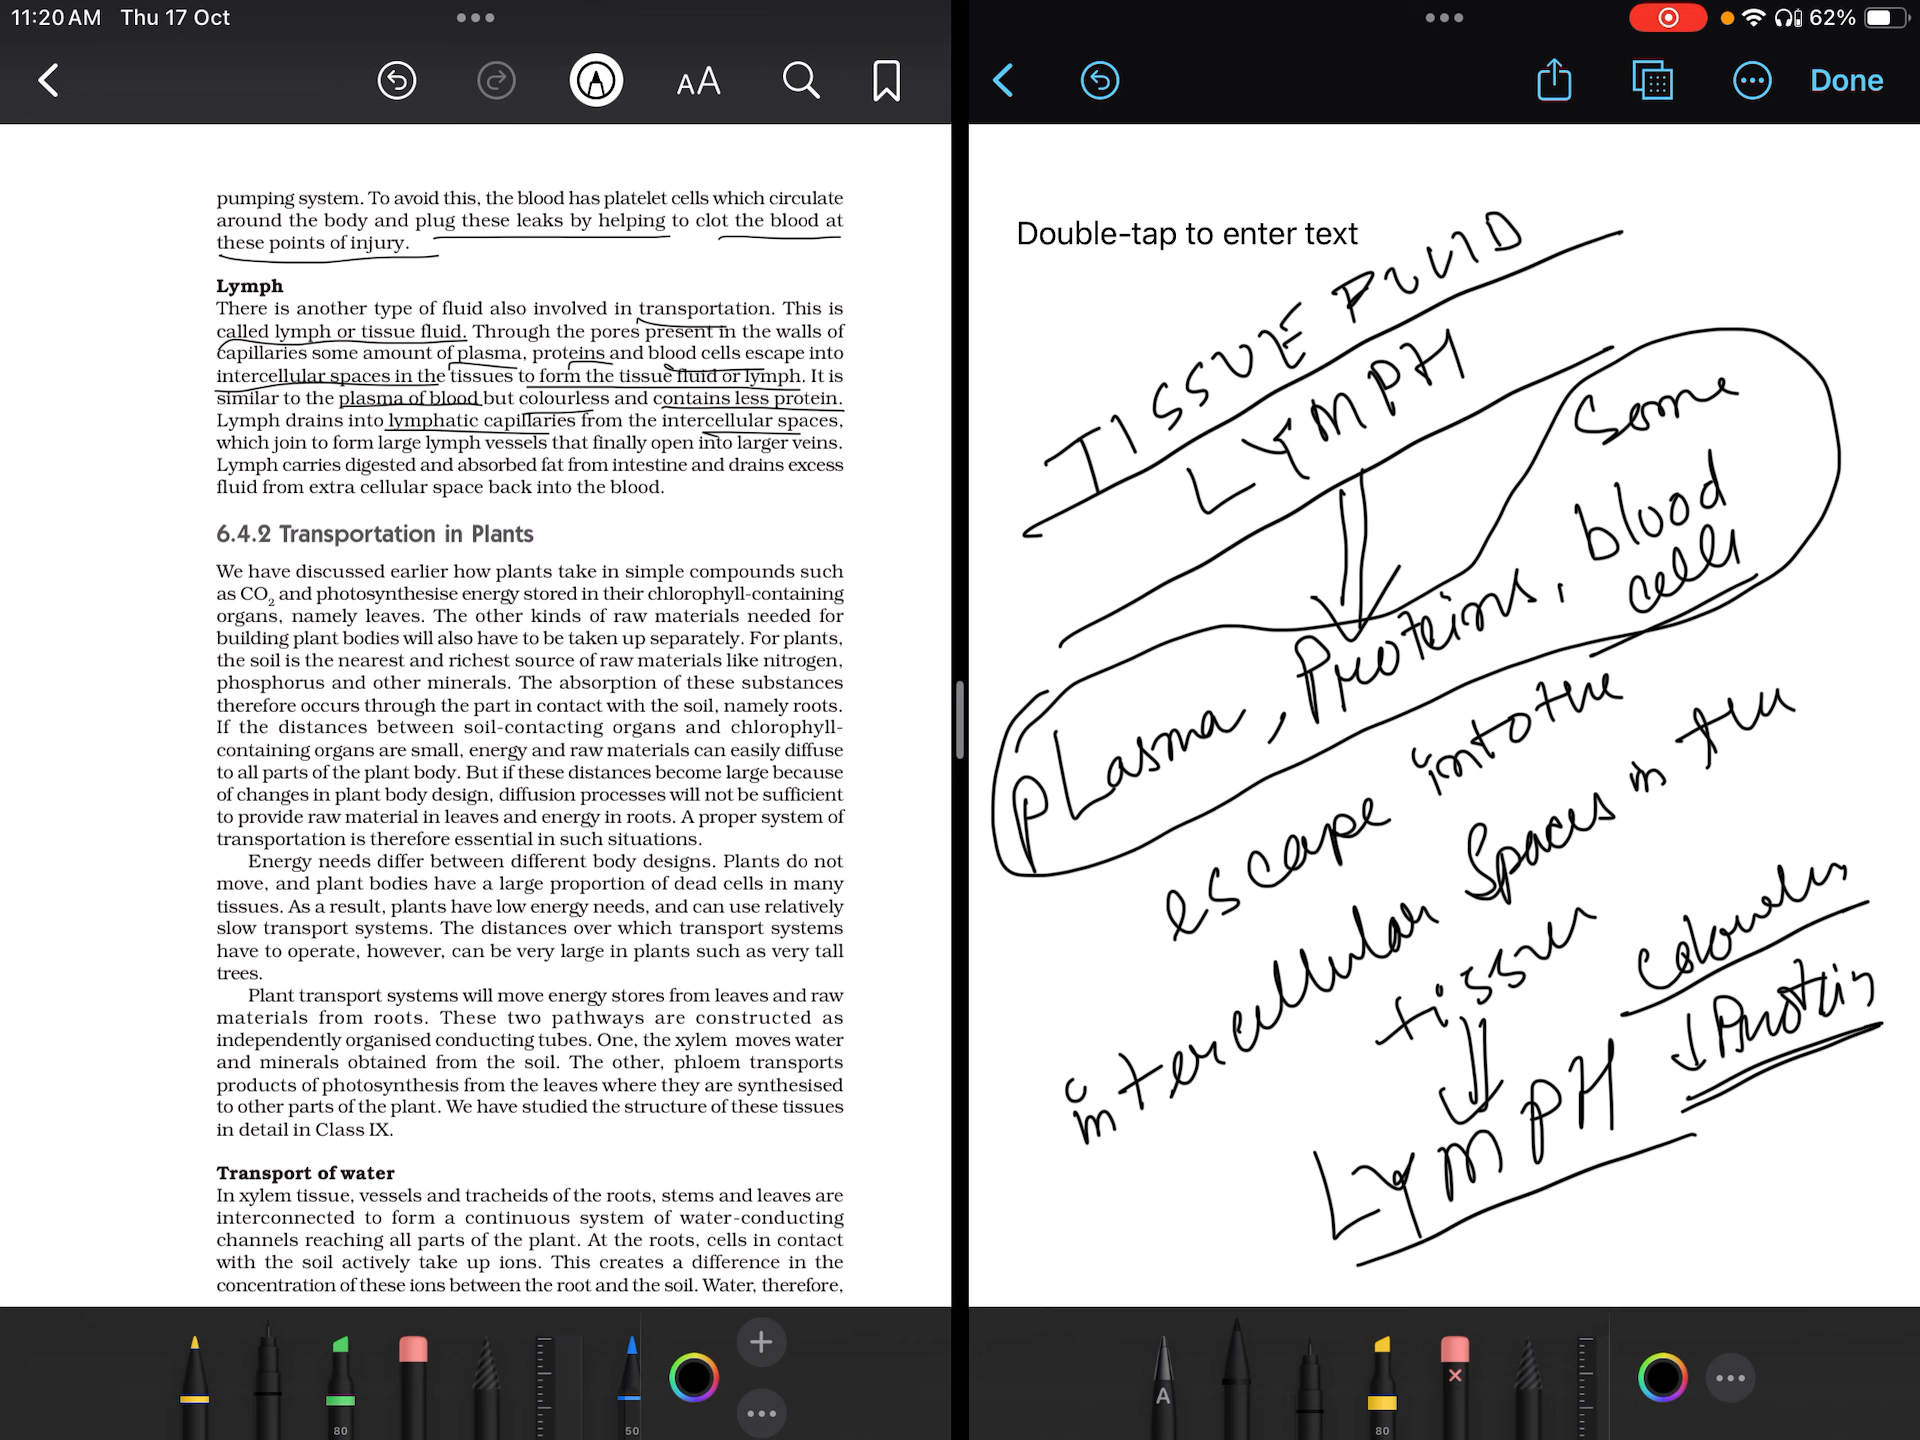 11:20 AM Thu 17 Oct
62%
AA
Done
pumping system. To avoid this, the blood has platelet cells which circulate
around the body and plug these leaks by helping to clot the blood at
these points of injury.
Lymph
There is another type of fluid also involved in transportation. This is
called lymph or tissue fluid. Through the pores present in the walls of
capillaries some amount of plasma, proteins and blood cells escape into
intercellular spaces in the tissues to form the tissue fluid or lymph. It is
similar to the plasma of blood but colourless and contains less protein.
Lymph drains into lymphatic capillaries from the intercellular spaces,
which join to form large lymph vessels that finally open into larger veins.
Lymph carries digested and absorbed fat from intestine and drains excess
fluid from extra cellular space back into the blood.
6.4.2 Transportation in Plants
We have discussed earlier how plants take in simple compounds such
as CO₂ and photosynthesise energy stored in their chlorophyll-containing
organs, namely leaves. The other kinds of raw materials needed for
building plant bodies will also have to be taken up separately. For plants,
the soil is the nearest and richest source of raw materials like nitrogen,
phosphorus and other minerals. The absorption of these substances
therefore occurs through the part in contact with the soil, namely roots.
If the distances between soil-contacting organs and chlorophyll-
containing organs are small, energy and raw materials can easily diffuse
to all parts of the plant body. But if these distances become large because
of changes in plant body design, diffusion processes will not be sufficient
to provide raw material in leaves and energy in roots. A proper system of
transportation is therefore essential in such situations.
Energy needs differ between different body designs. Plants do not
move, and plant bodies have a large proportion of dead cells in many
tissues. As a result, plants have low energy needs, and can use relatively
slow transport systems. The distances over which transport systems
have to operate, however, can be very large in plants such as very tall
trees.
Plant transport systems will move energy stores from leaves and raw
materials from roots. These two pathways are constructed as
independently organised conducting tubes. One, the xylem moves water
and minerals obtained from the soil. The other, phloem transports
products of photosynthesis from the leaves where they are synthesised
to other parts of the plant. We have studied the structure of these tissues
in detail in Class IX.
Transport of water
In xylem tissue, vessels and tracheids of the roots, stems and leaves are
interconnected to form a continuous system of water-conducting
channels reaching all parts of the plant. At the roots, cells in contact
with the soil actively take up ions. This creates a difference in the
concentration of these ions between the root and the soil. Water, therefore,
80
50
Double-tap to enter text
TISSUE FLUID
LYMPH
Some
pLasma, Proteins, blood
cells
escape into the
intercellular Spaces in the
tissue
colourless
↓ Protein
LYMPH
A
80